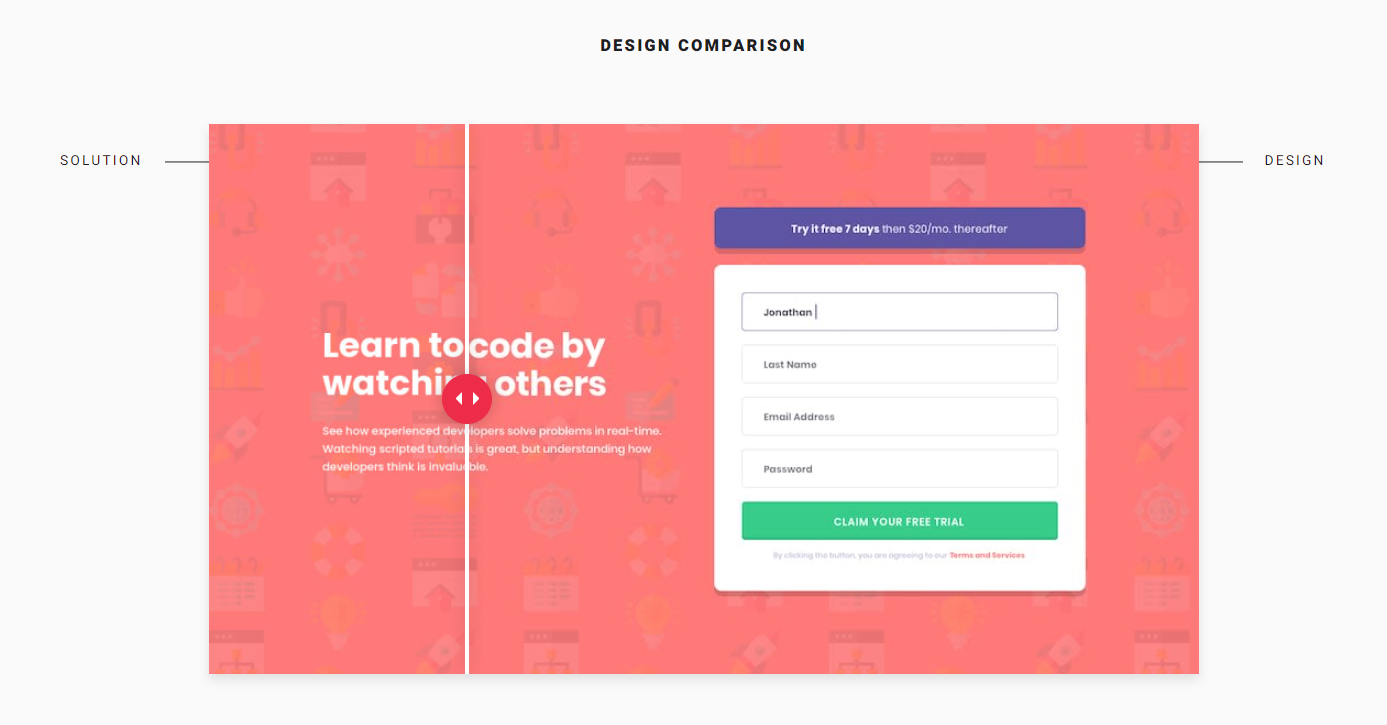 DESIGN COMPARISON
SOLUTION
DESIGN
Try it free 7 days then $20/mo. thereafter
Jonathan
Learn to code by
watching others
Last Name
Email Address
See how experienced developers solve problems in real-time.
Watching scripted tutorials is great, but understanding how
developers think is invaluable.
Password
CLAIM YOUR FREE TRIAL
By clicking the button, you are agreeing to our Terms and Services